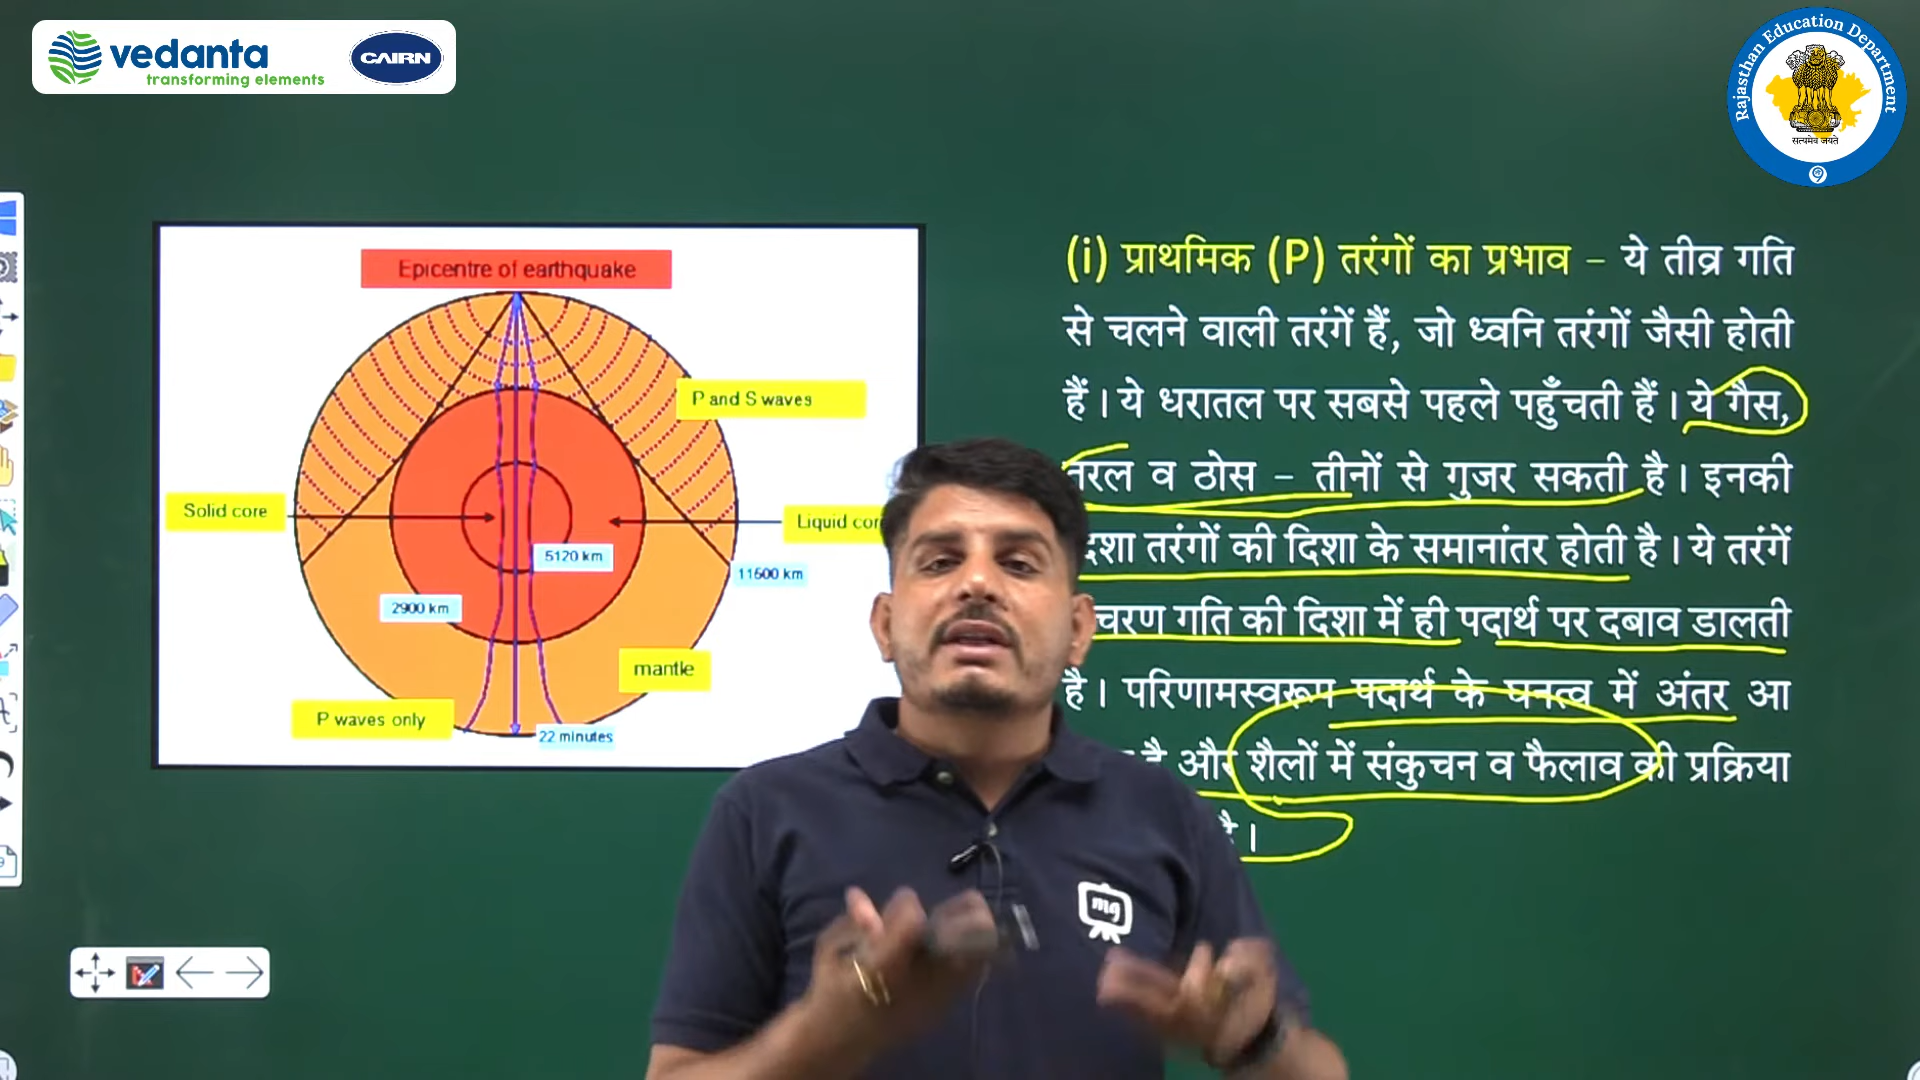 vedanta
transforming elements
CAIRN
Rajasthan Education Department
सत्यमेव जयते
Epicentre of earthquake
P and S waves
Solid core
Liquid cor
5120 km
11500 km
2900 km
mantle
P waves only
22 minutes
(i) प्राथमिक (P) तरंगों का प्रभाव – ये तीव्र गति
से चलने वाली तरंगें हैं, जो ध्वनि तरंगों जैसी होती
हैं। ये धरातल पर सबसे पहले पहुँचती हैं। ये गैस,
तरल व ठोस – तीनों से गुजर सकती है। इनकी
दिशा तरंगों की दिशा के समानांतर होती है। ये तरंगें
चरण गति की दिशा में ही पदार्थ पर दबाव डालती
है। परिणामस्वरूप पदार्थ के घनत्व में अंतर आ
है और शैलों में संकुचन व फैलाव की प्रक्रिया
है।
mg